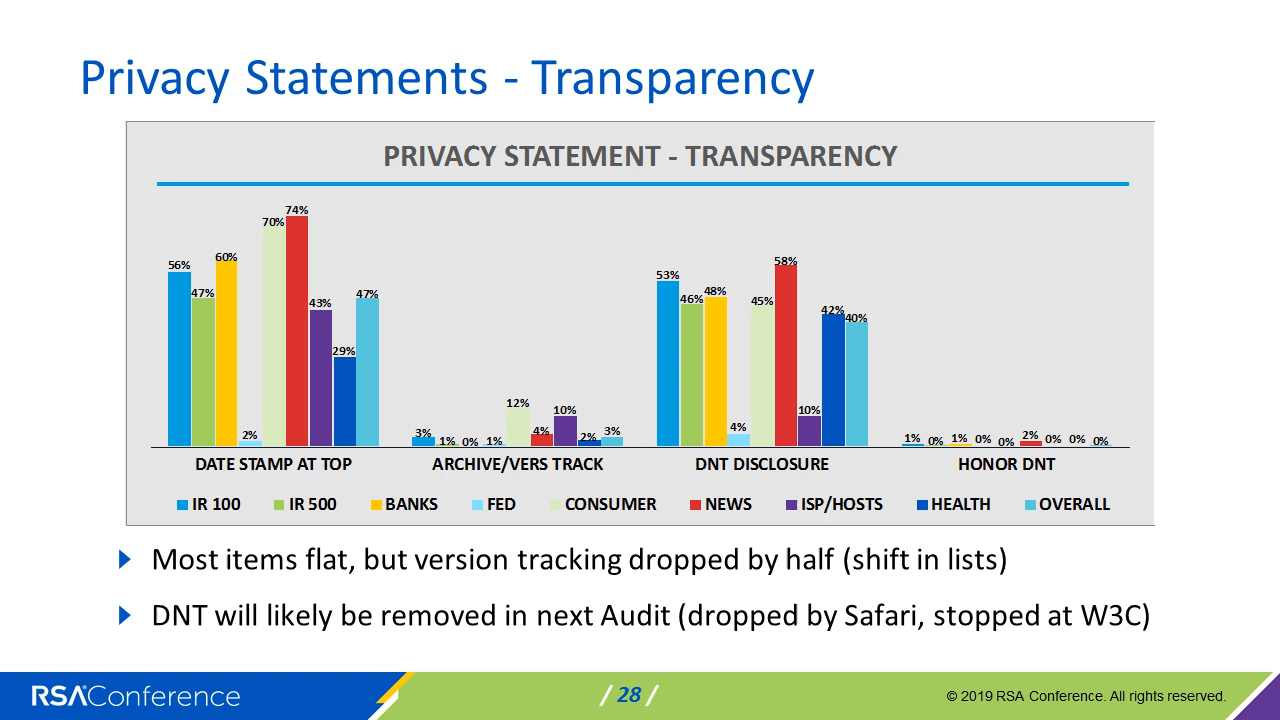 Privacy Statements - Transparency
PRIVACY STATEMENT - TRANSPARENCY
56% 47% 60% 2% 70% 74% 43% 29% 47%
3% 1% 0% 1% 12% 4% 10% 2% 3%
53% 46% 48% 4% 45% 58% 10% 42% 40%
1% 0% 1% 0% 0% 2% 0% 0% 0%
DATE STAMP AT TOP ARCHIVE/VERS TRACK DNT DISCLOSURE HONOR DNT
IR 100 IR 500 BANKS FED CONSUMER NEWS ISP/HOSTS HEALTH OVERALL
Most items flat, but version tracking dropped by half (shift in lists)
DNT will likely be removed in next Audit (dropped by Safari, stopped at W3C)
RSAConference
/ 28 /
© 2019 RSA Conference. All rights reserved.